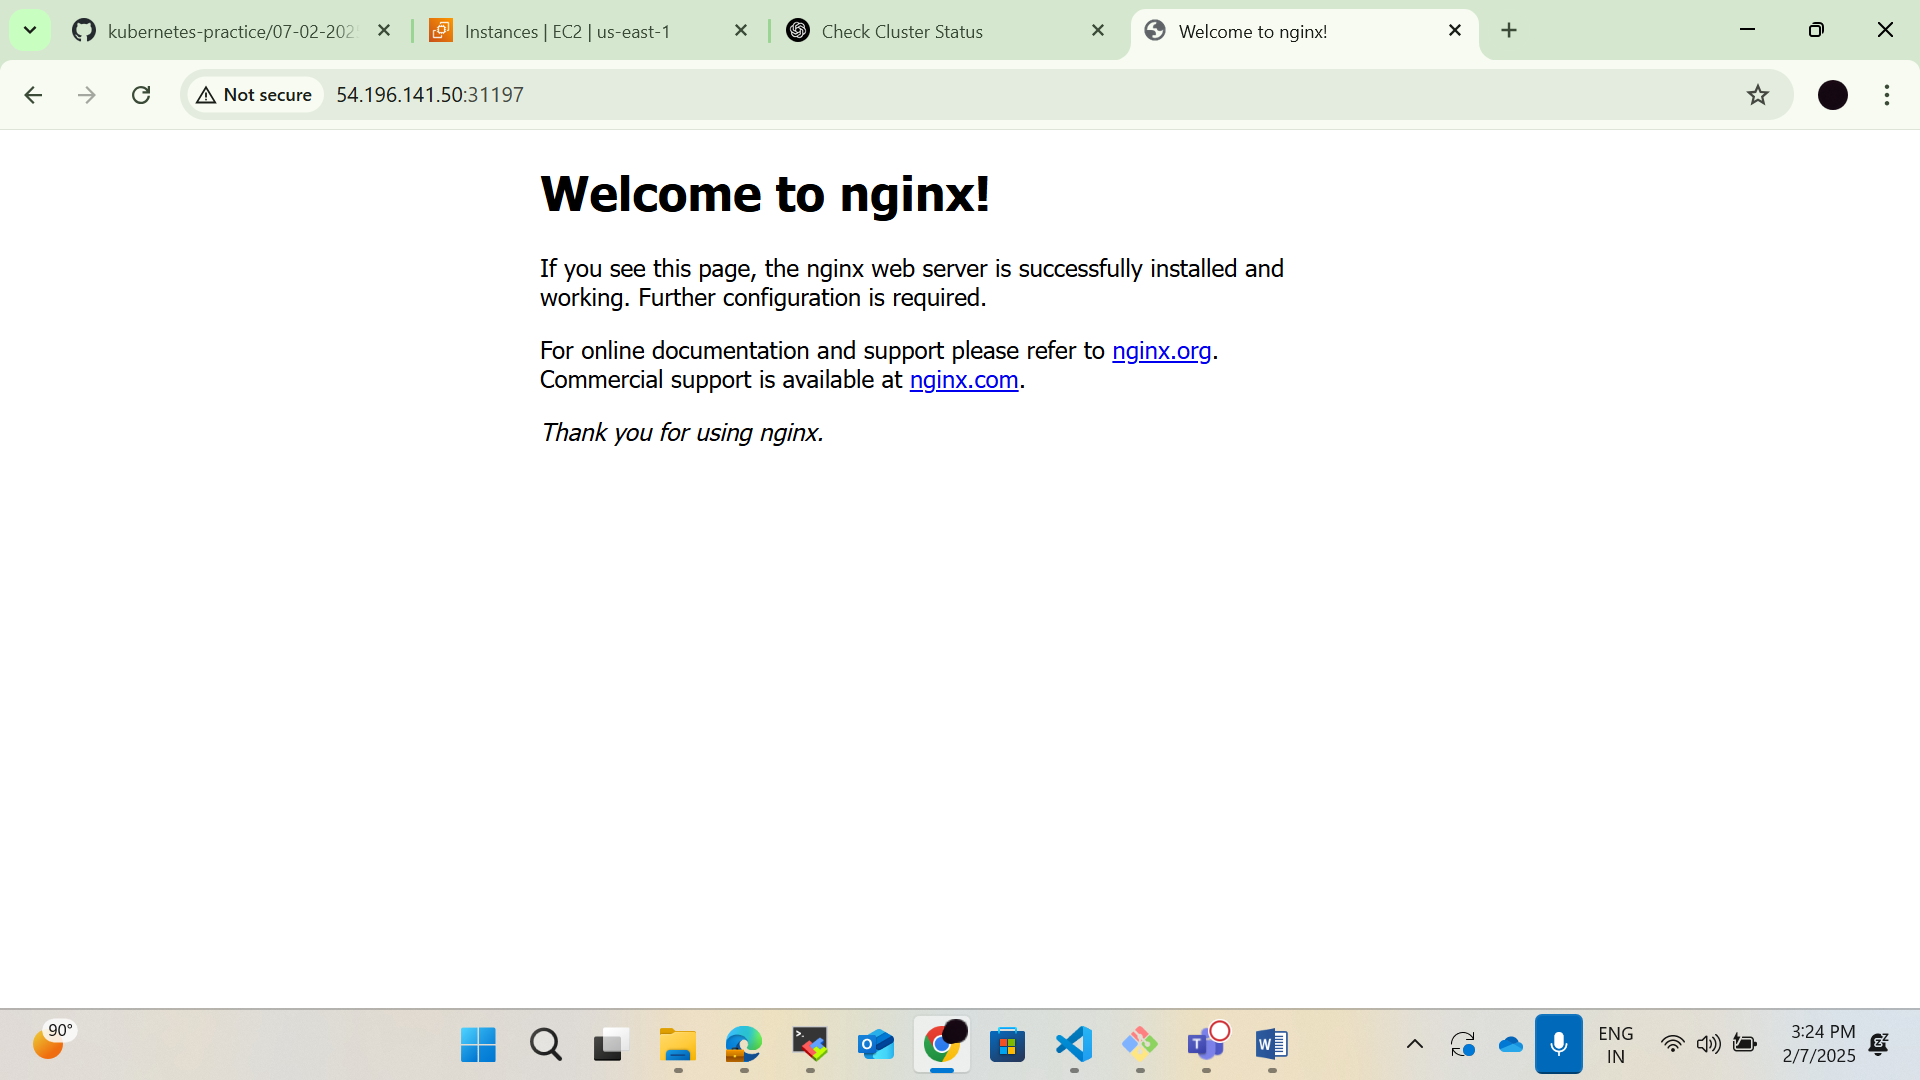 kubernetes-practice/07-02-202
Instances | EC2 | us-east-1
Check Cluster Status
Welcome to nginx!
Not secure
54.196.141.50:31197
Welcome to nginx!
If you see this page, the nginx web server is successfully installed and
working. Further configuration is required.
For online documentation and support please refer to nginx.org.
Commercial support is available at nginx.com.
Thank you for using nginx.
90°
ENG
IN
3:24 PM
2/7/2025